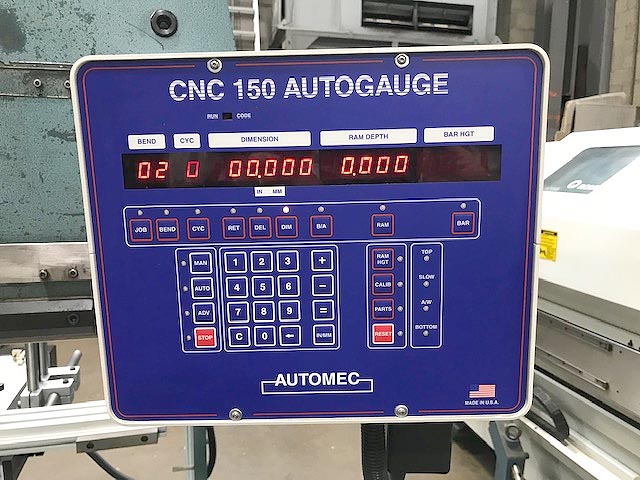 CNC 150 AUTOGAUGE
RUN CODE
BEND CYC DIMENSION RAM DEPTH BAR HGT
02 0 00.000 0.000
IN MM
JOB BEND CYC RET DEL DIM B/A RAM BAR
MAN 1 2 3 + RAM HGT TOP
AUTO 4 5 6 - CALIB SLOW
ADV 7 8 9 = PARTS A/W
STOP C 0 ← IN/MM RESET BOTTOM
AUTOMEC
MADE IN U.S.A.